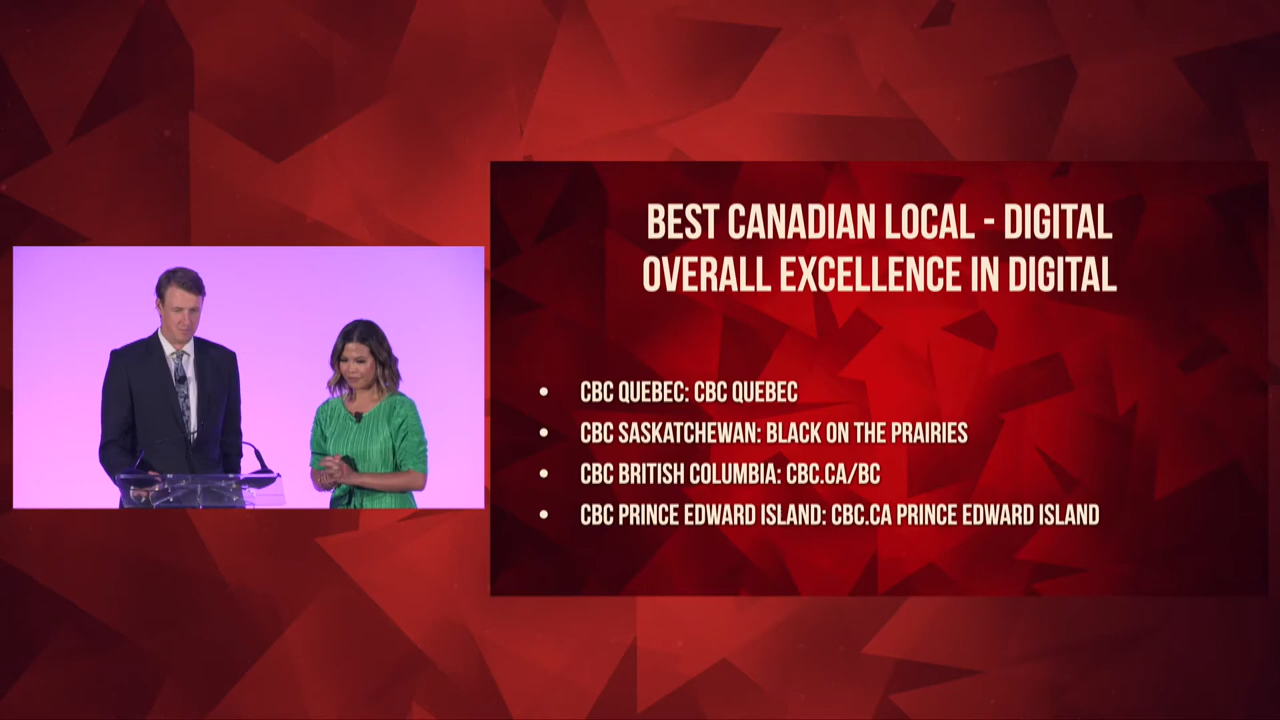 BEST CANADIAN LOCAL - DIGITAL
OVERALL EXCELLENCE IN DIGITAL
• CBC QUEBEC: CBC QUEBEC
• CBC SASKATCHEWAN: BLACK ON THE PRAIRIES
• CBC BRITISH COLUMBIA: CBC.CA/BC
• CBC PRINCE EDWARD ISLAND: CBC.CA PRINCE EDWARD ISLAND